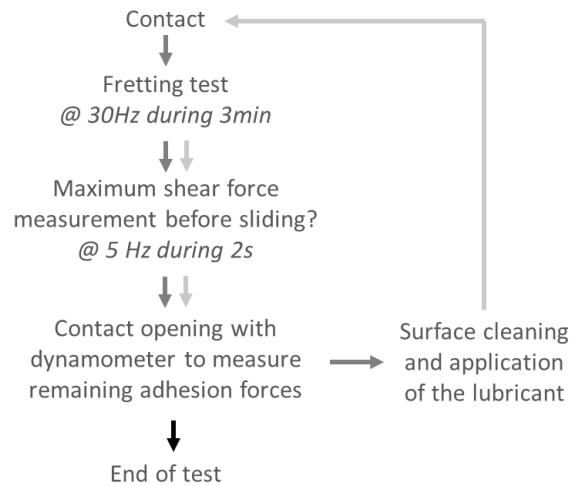 Contact
Fretting test
@ 30Hz during 3min
Maximum shear force
measurement before sliding?
@ 5 Hz during 2s
Contact opening with
dynamometer to measure
remaining adhesion forces
Surface cleaning
and application
of the lubricant
End of test